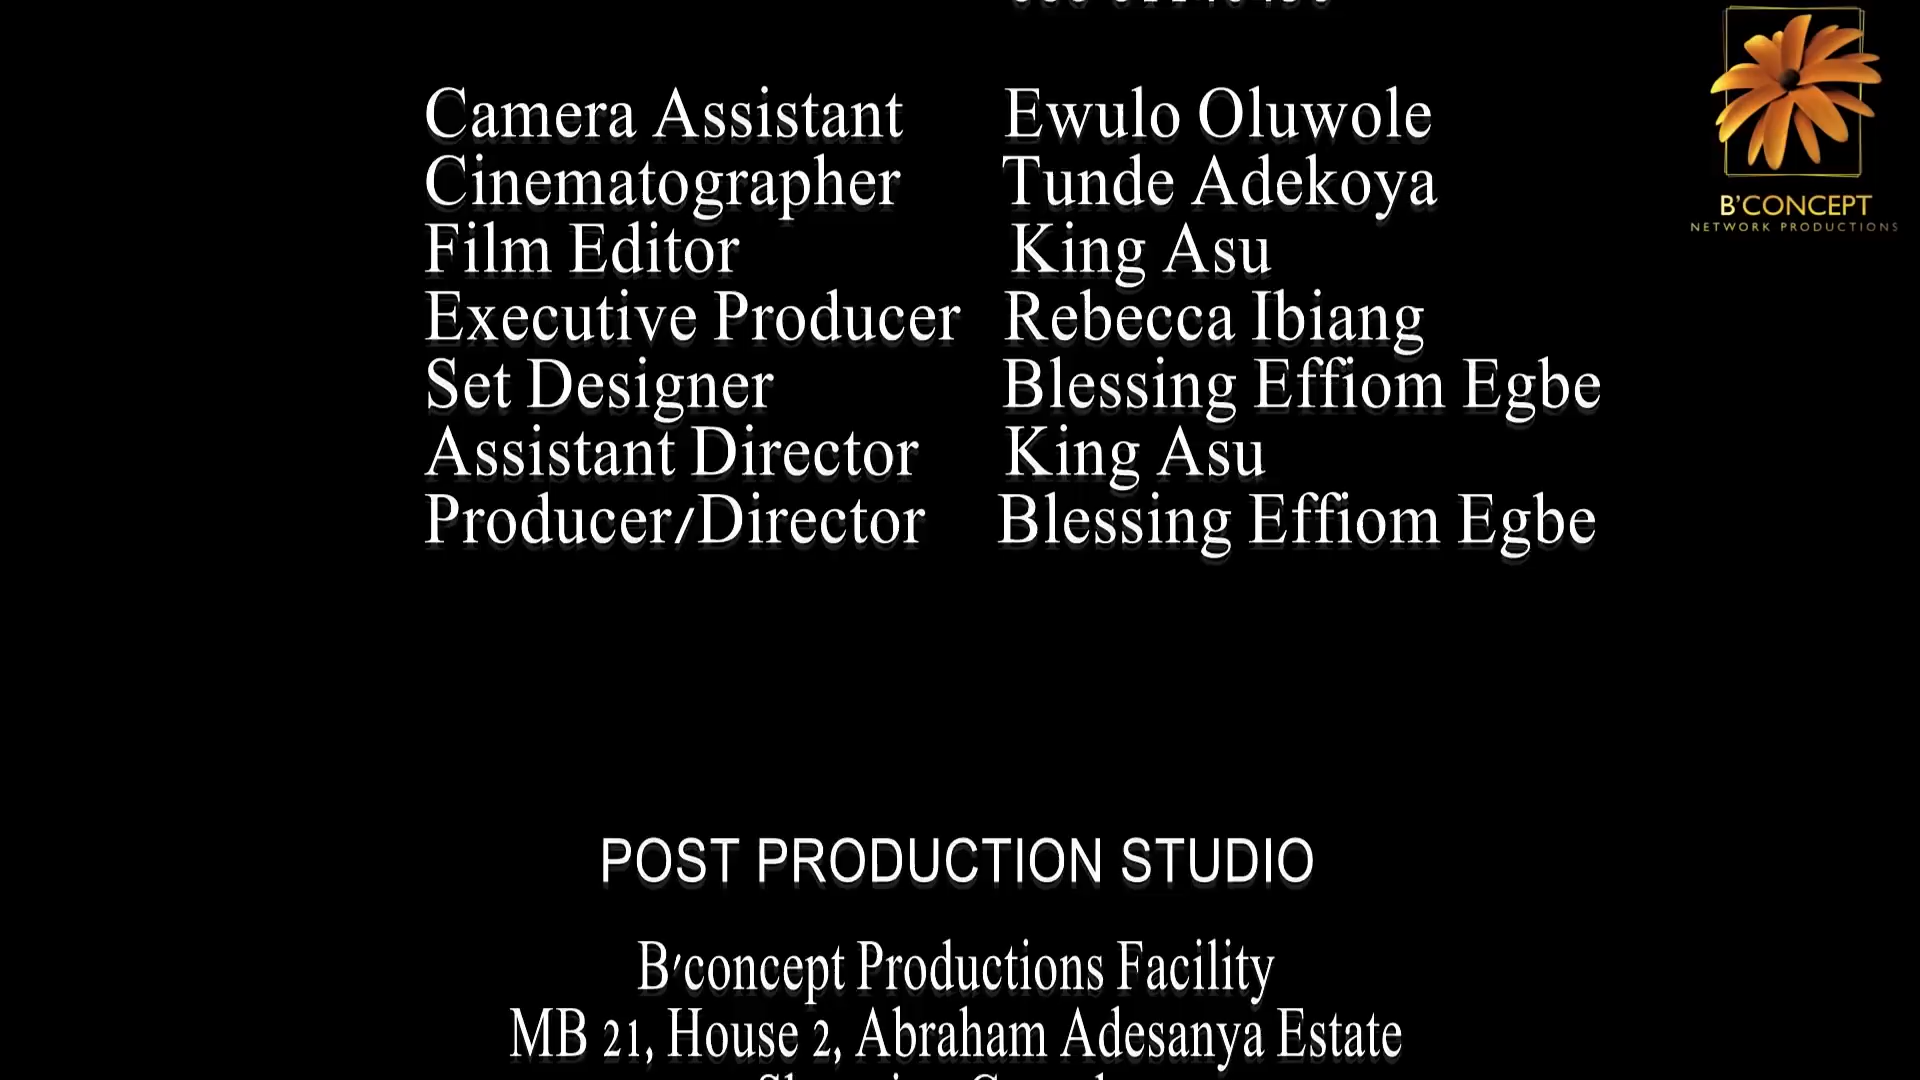 Camera Assistant Ewulo Oluwole
Cinematographer Tunde Adekoya
Film Editor King Asu
Executive Producer Rebecca Ibiang
Set Designer Blessing Effiom Egbe
Assistant Director King Asu
Producer/Director Blessing Effiom Egbe
B'CONCEPT
NETWORK PRODUCTIONS
POST PRODUCTION STUDIO
B'concept Productions Facility
MB 21, House 2, Abraham Adesanya Estate